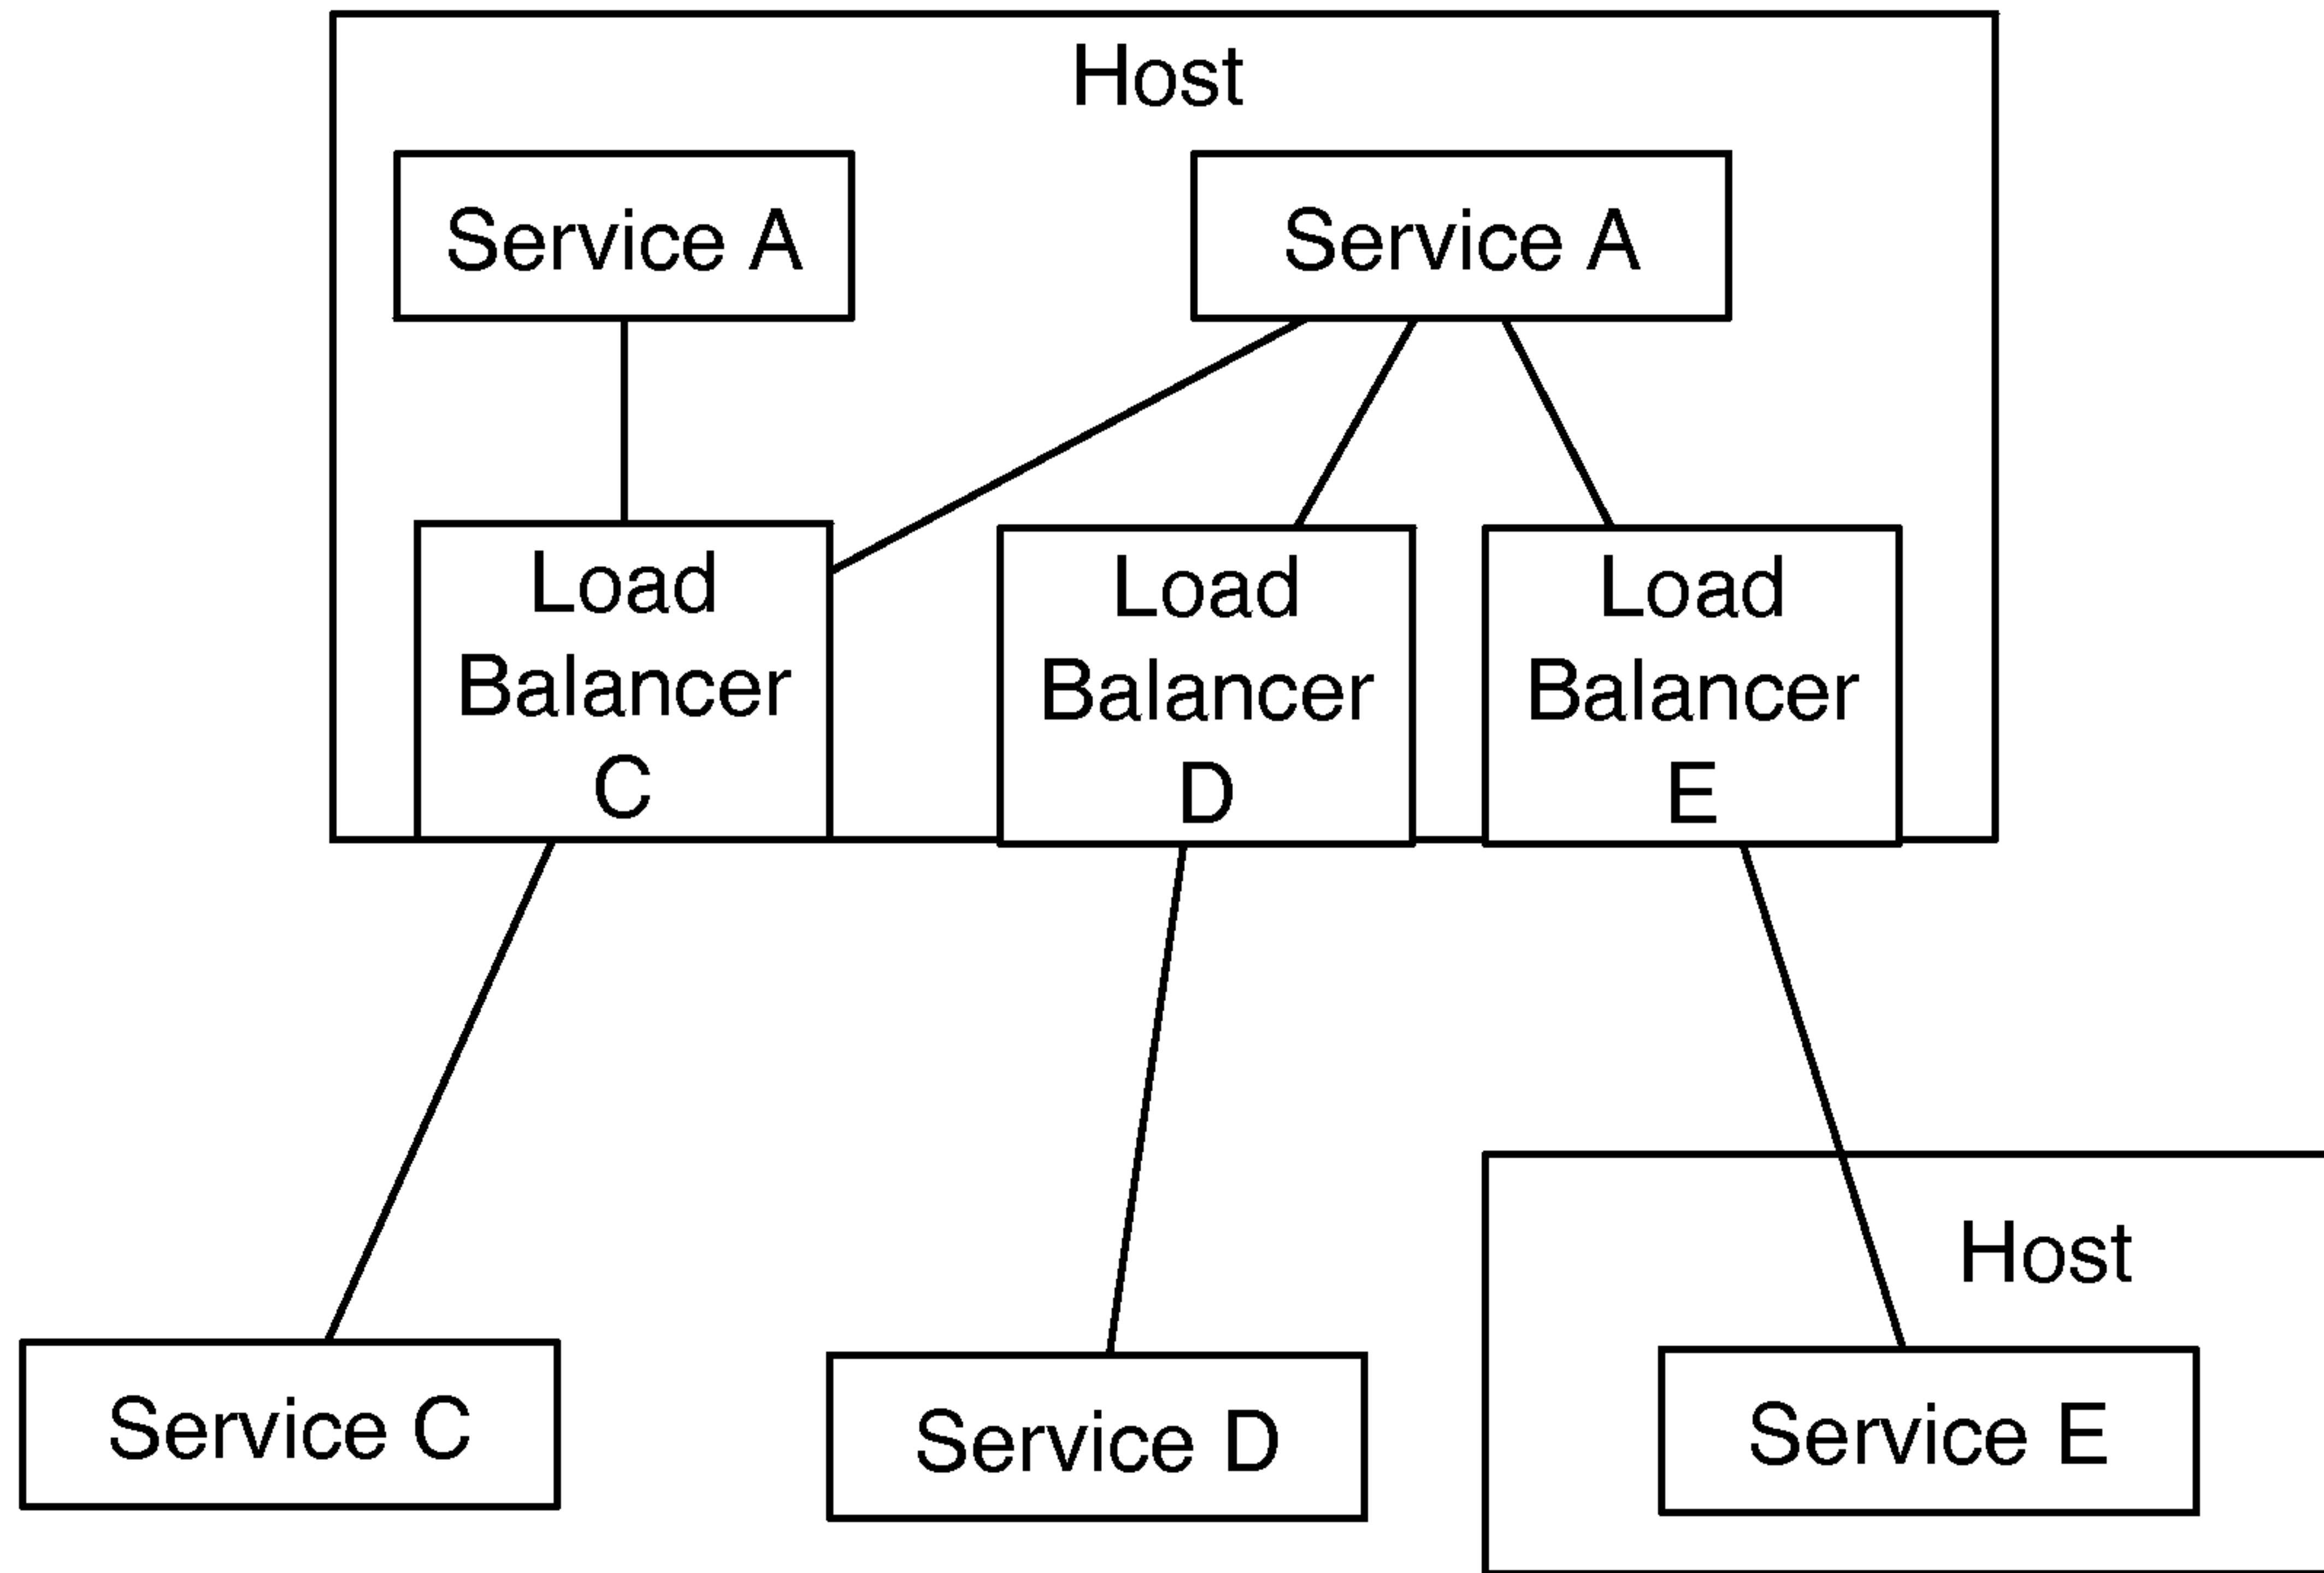 Host
Service A
Service A
Load
Balancer
C
Load
Balancer
D
Load
Balancer
E
Host
Service C
Service D
Service E